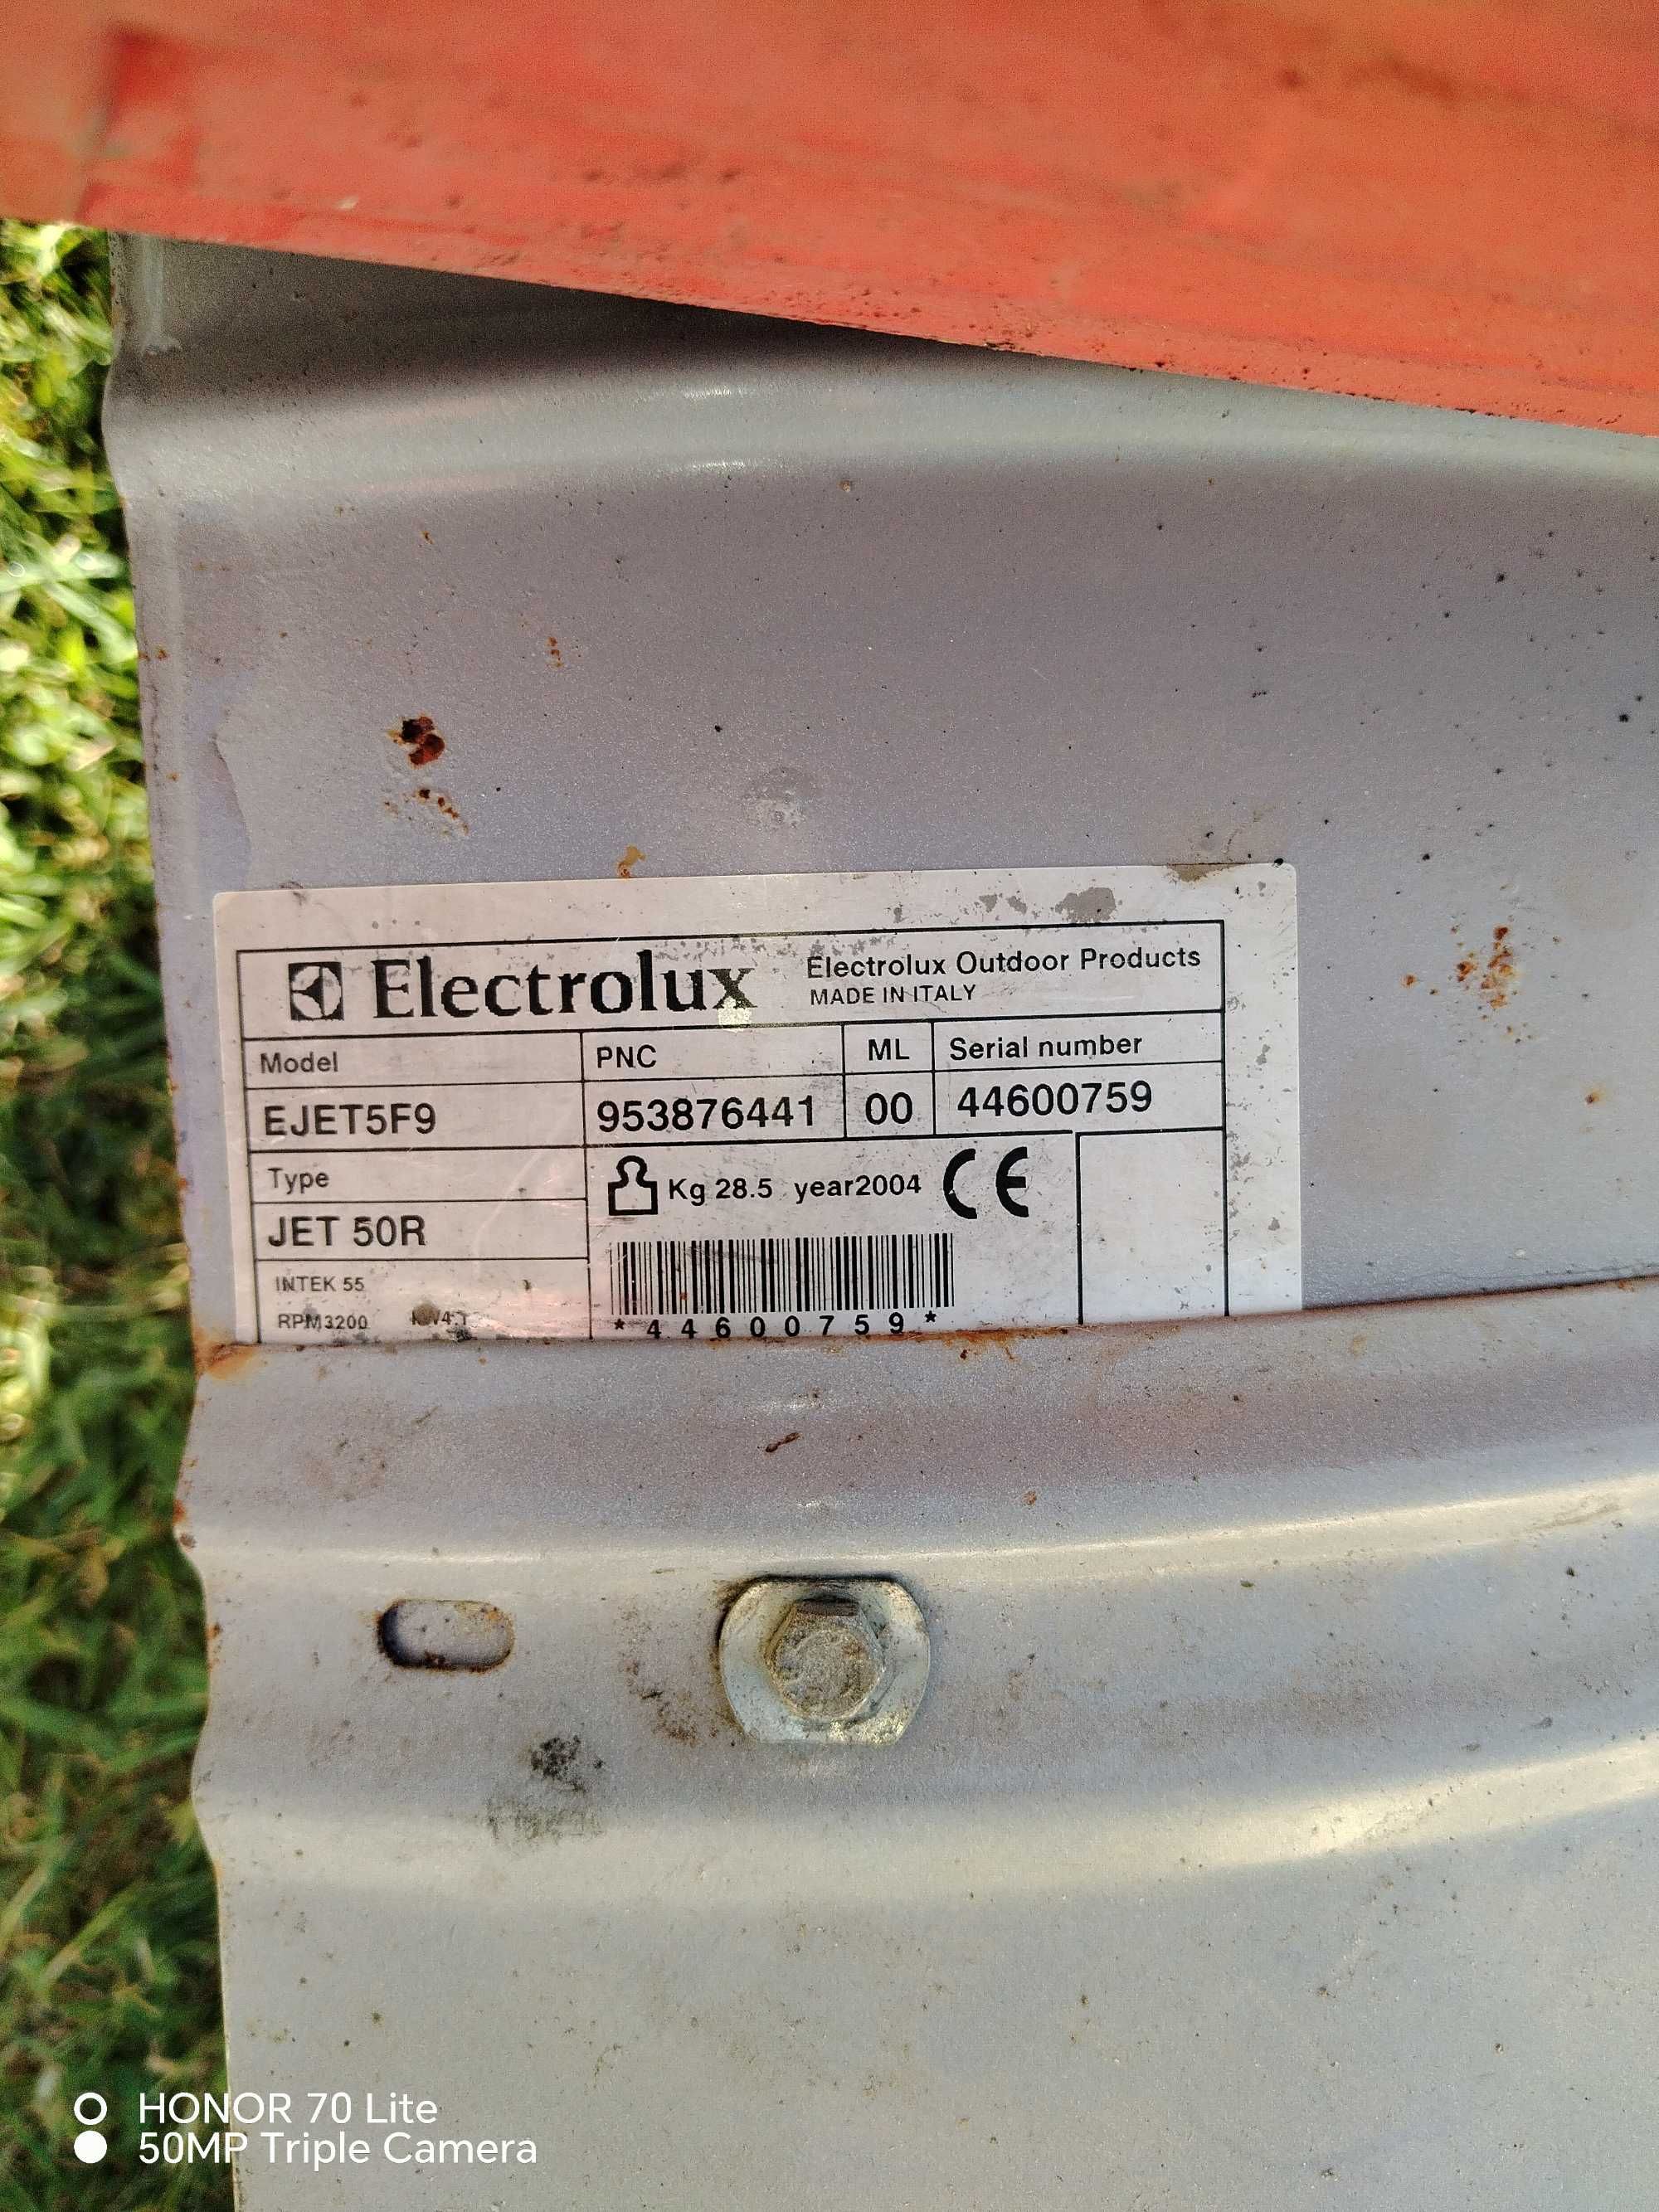 Electrolux Electrolux Outdoor Products
MADE IN ITALY
Model PNC ML Serial number
EJET5F9 953876441 00 44600759
Type
Kg 28.5 year2004 CE
JET 50R
INTEK 55
RPM3200
*44600759*
HONOR 70 Lite
50MP Triple Camera